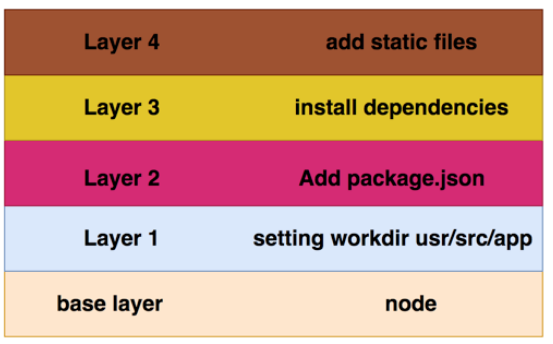 Layer 4 add static files
Layer 3 install dependencies
Layer 2 Add package.json
Layer 1 setting workdir usr/src/app
base layer node